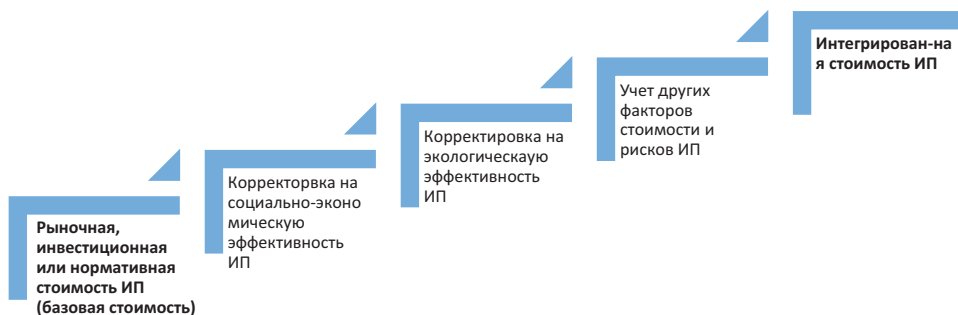 Рыночная,
инвестиционная
или нормативная
стоимость ИП
(базовая стоимость)
Корректорвка на
социально-эконо
мическую
эффективность
ИП
Корректировка на
экологическаую
эффективность
ИП
Учет других
факторов
стоимости и
рисков ИП
Интегрирован-на
я стоимость ИП